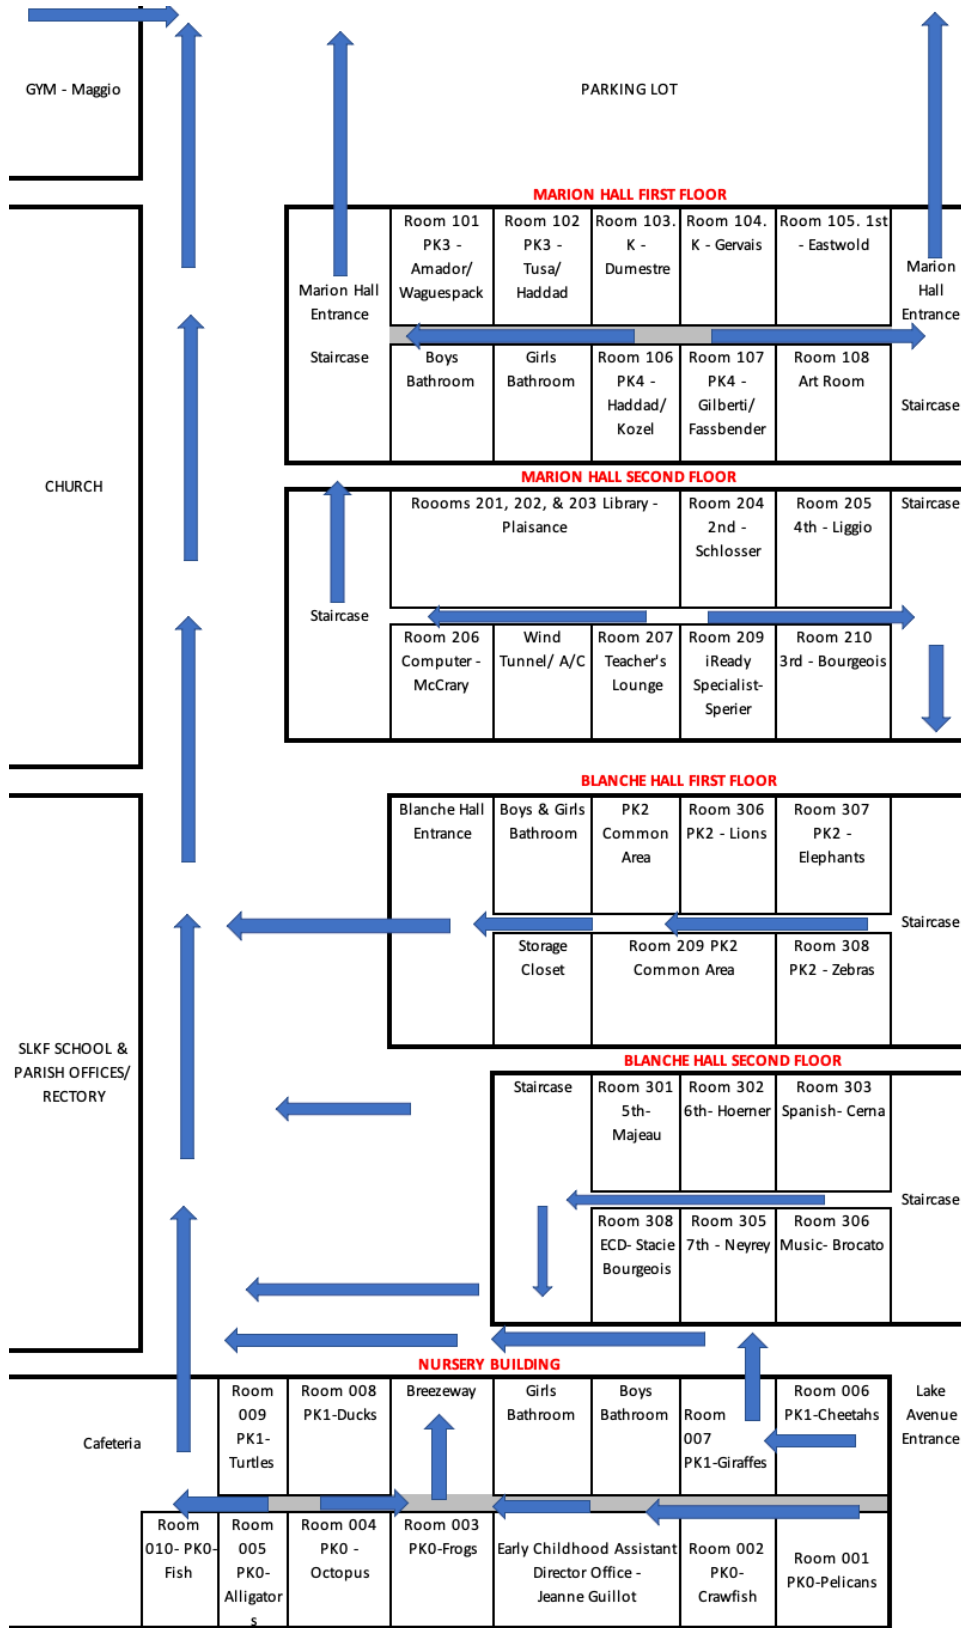 GYM - Maggio
PARKING LOT
MARION HALL FIRST FLOOR
Room 101
PK3 -
Amador/
Waguespack
Room 102
PK3 -
Tusa/
Haddad
Room 103.
K -
Dumestre
Room 104.
K - Gervais
Room 105. 1st
- Eastwold
Marion Hall
Entrance
Staircase
Marion
Hall
Entrance
Staircase
Boys
Bathroom
Girls
Bathroom
Room 106
PK4 -
Haddad/
Kozel
Room 107
PK4 -
Gilberti/
Fassbender
Room 108
Art Room
CHURCH
MARION HALL SECOND FLOOR
Roooms 201, 202, & 203 Library -
Plaisance
Room 204
2nd -
Schlosser
Room 205
4th - Liggio
Staircase
Staircase
Room 206
Computer -
McCrary
Wind
Tunnel/ A/C
Room 207
Teacher's
Lounge
Room 209
iReady
Specialist-
Sperier
Room 210
3rd - Bourgeois
BLANCHE HALL FIRST FLOOR
Blanche Hall
Entrance
Boys & Girls
Bathroom
PK2
Common
Area
Room 306
PK2 - Lions
Room 307
PK2 -
Elephants
Staircase
Storage
Closet
Room 209 PK2
Common Area
Room 308
PK2 - Zebras
SLKF SCHOOL &
PARISH OFFICES/
RECTORY
BLANCHE HALL SECOND FLOOR
Staircase
Room 301
5th-
Majeau
Room 302
6th- Hoerner
Room 303
Spanish- Cerna
Staircase
Room 308
ECD- Stacie
Bourgeois
Room 305
7th - Neyrey
Room 306
Music- Brocato
NURSERY BUILDING
Cafeteria
Room
009
PK1-
Turtles
Room 008
PK1-Ducks
Breezeway
Girls
Bathroom
Boys
Bathroom
Room
007
PK1-Giraffes
Room 006
PK1-Cheetahs
Lake
Avenue
Entrance
Room
010- PK0-
Fish
Room
005
PK0-
Alligator
s
Room 004
PK0 -
Octopus
Room 003
PK0-Frogs
Early Childhood Assistant
Director Office -
Jeanne Guillot
Room 002
PK0-
Crawfish
Room 001
PK0-Pelicans